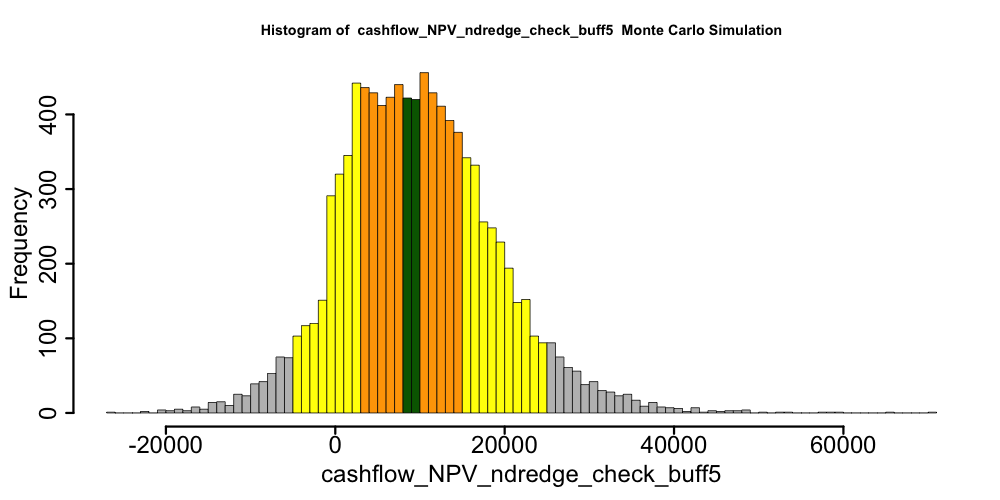 Histogram of  cashflow_NPV_ndredge_check_buff5  Monte Carlo Simulation
Frequency
400
300
200
100
0
-20000 0 20000 40000 60000
cashflow_NPV_ndredge_check_buff5